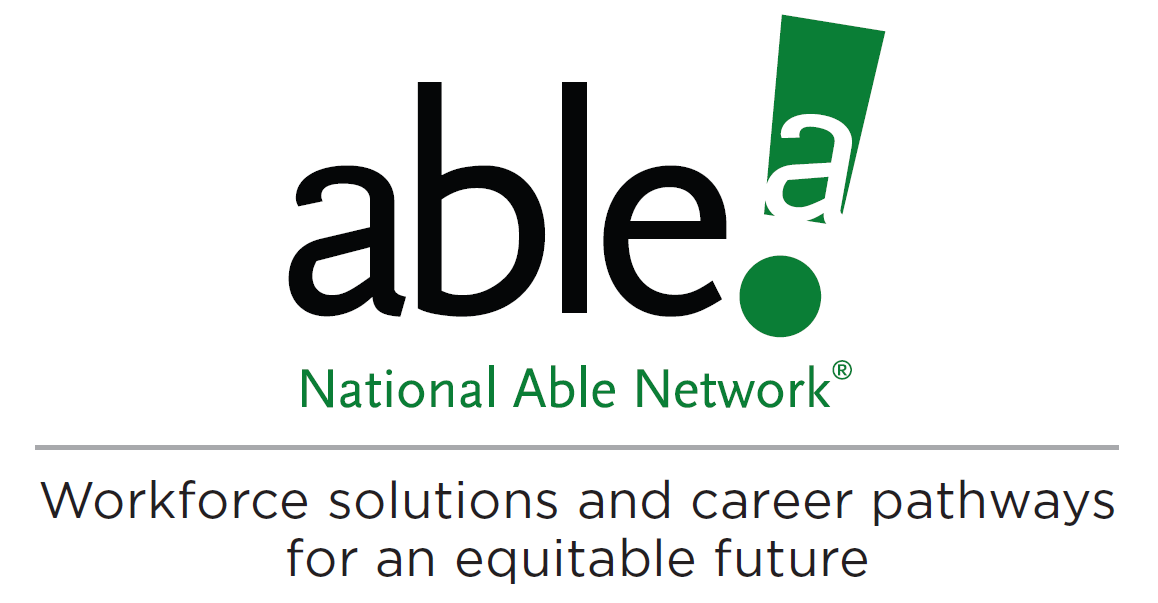 able!
a
National Able Network®
Workforce solutions and career pathways
for an equitable future